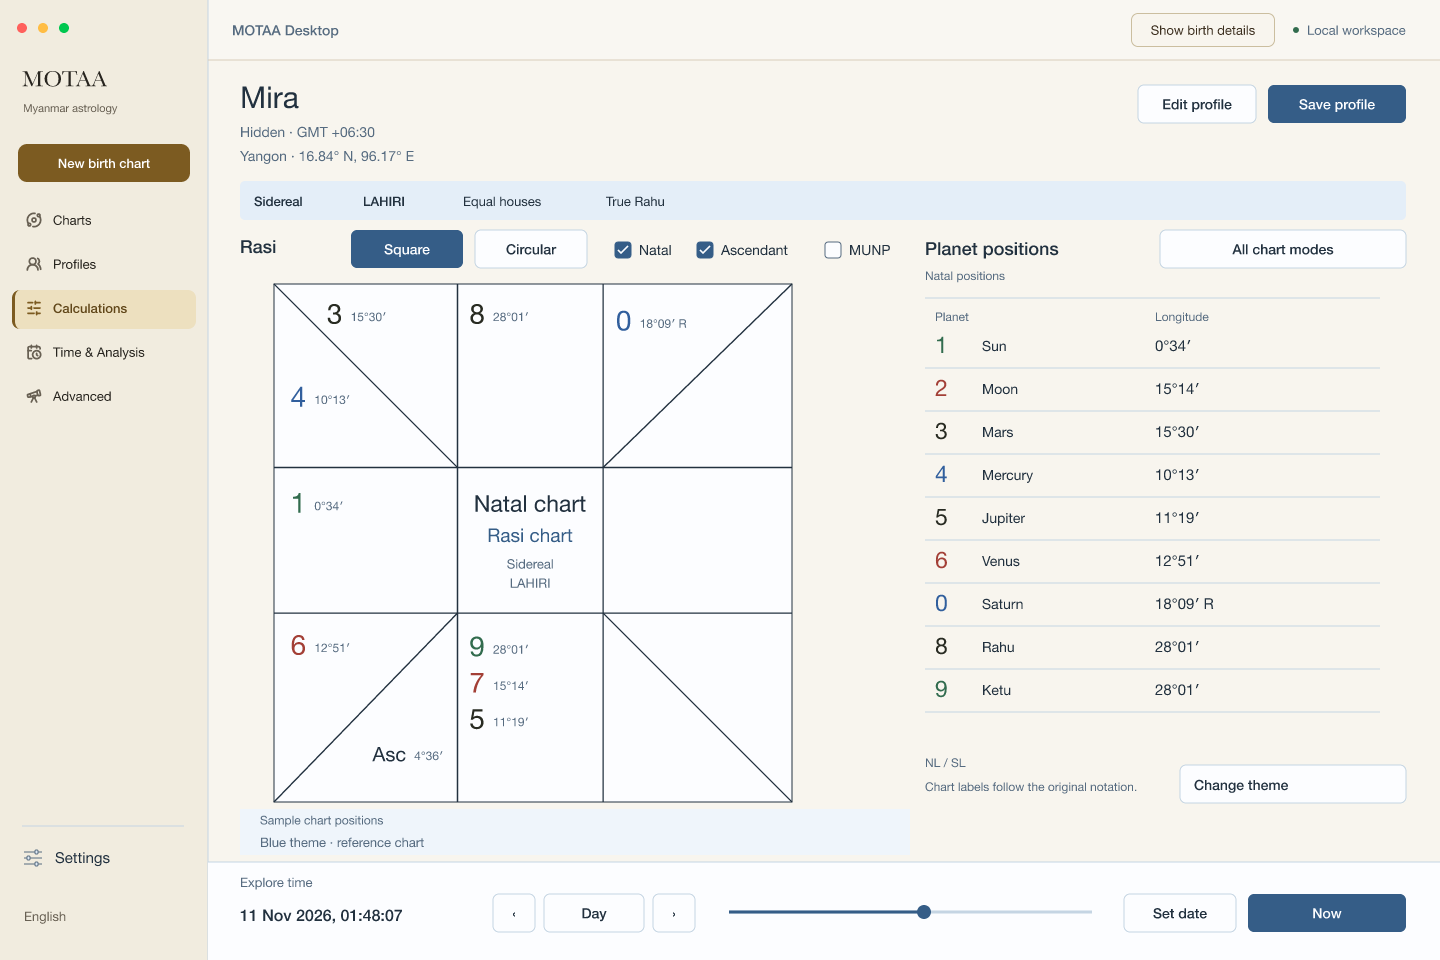 MOTAA
Myanmar astrology
New birth chart
Charts
Profiles
Calculations
Time & Analysis
Advanced
Settings
English
MOTAA Desktop
Show birth details
Local workspace
Mira
Hidden · GMT +06:30
Yangon · 16.84° N, 96.17° E
Edit profile
Save profile
Sidereal LAHIRI Equal houses True Rahu
Rasi
Square
Circular
Natal
Ascendant
MUNP
3 15°30′
8 28°01′
0 18°09′ R
4 10°13′
1 0°34′
Natal chart
Rasi chart
Sidereal
LAHIRI
6 12°51′
9 28°01′
7 15°14′
5 11°19′
Asc 4°36′
Sample chart positions
Blue theme · reference chart
Planet positions
All chart modes
Natal positions
Planet Longitude
1 Sun 0°34′
2 Moon 15°14′
3 Mars 15°30′
4 Mercury 10°13′
5 Jupiter 11°19′
6 Venus 12°51′
0 Saturn 18°09′ R
8 Rahu 28°01′
9 Ketu 28°01′
NL / SL
Chart labels follow the original notation.
Change theme
Explore time
11 Nov 2026, 01:48:07
‹
Day
›
Set date
Now